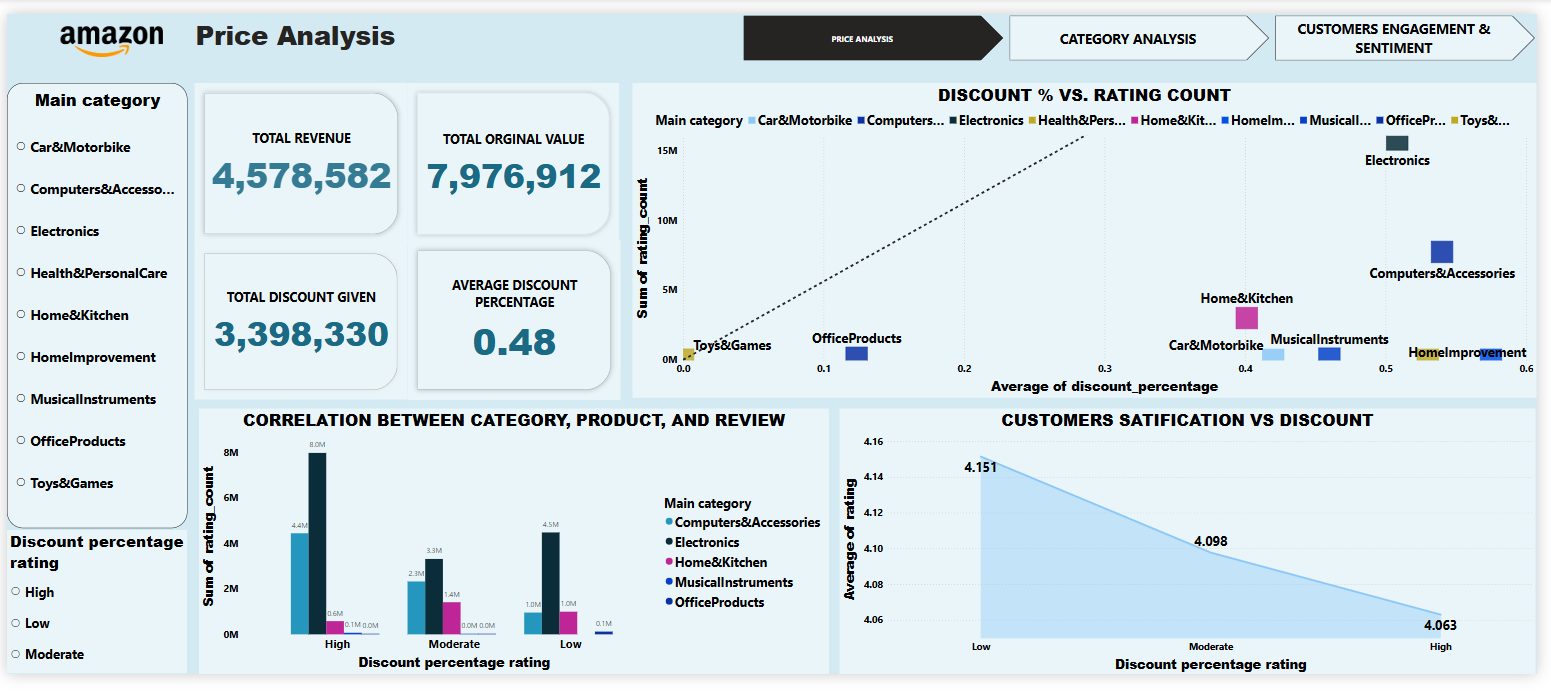 amazon
Price Analysis
PRICE ANALYSIS
CATEGORY ANALYSIS
CUSTOMERS ENGAGEMENT &
SENTIMENT
Main category
Car&Motorbike
Computers&Accesso...
Electronics
Health&PersonalCare
Home&Kitchen
HomeImprovement
MusicalInstruments
OfficeProducts
Toys&Games
Discount percentage
rating
High
Low
Moderate
TOTAL REVENUE
4,578,582
TOTAL ORGINAL VALUE
7,976,912
TOTAL DISCOUNT GIVEN
3,398,330
AVERAGE DISCOUNT
PERCENTAGE
0.48
DISCOUNT % VS. RATING COUNT
Main category Car&Motorbike Computers... Electronics Health&Pers... Home&Kit... HomeIm... Musicall... OfficePr... Toys&...
Sum of rating_count
15M
10M
5M
0M
Electronics
Computers&Accessories
Home&Kitchen
Toys&Games
OfficeProducts
Car&Motorbike
MusicalInstruments
HomeImprovement
0.0 0.1 0.2 0.3 0.4 0.5 0.6
Average of discount_percentage
CORRELATION BETWEEN CATEGORY, PRODUCT, AND REVIEW
Sum of rating_count
8M
6M
4M
2M
0M
4.4M 8.0M 0.6M 0.1M 0.0M
2.3M 3.3M 1.4M 0.0M 0.0M
1.0M 4.5M 1.0M 0.1M
High Moderate Low
Discount percentage rating
Main category
Computers&Accessories
Electronics
Home&Kitchen
MusicalInstruments
OfficeProducts
CUSTOMERS SATIFICATION VS DISCOUNT
Average of rating
4.16
4.14
4.12
4.10
4.08
4.06
4.151
4.098
4.063
Low Moderate High
Discount percentage rating